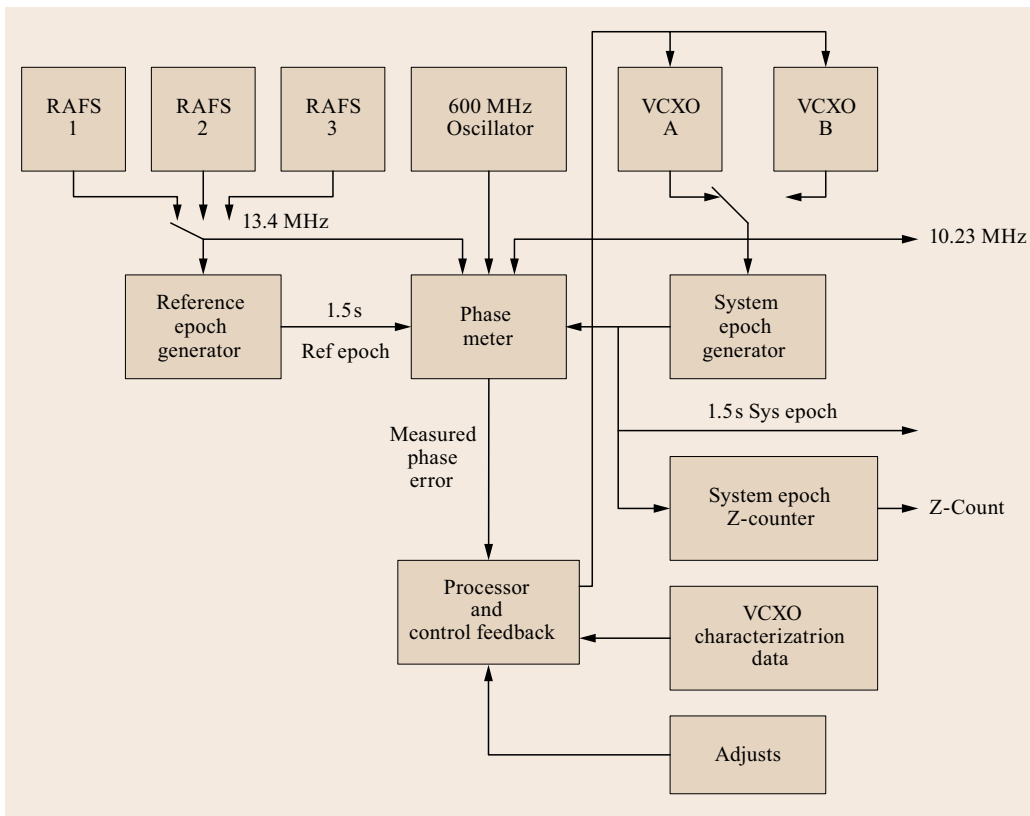 RAFS
1
RAFS
2
RAFS
3
600 MHz
Oscillator
VCXO
A
VCXO
B
13.4 MHz
10.23 MHz
Reference
epoch
generator
1.5 s
Ref epoch
Phase
meter
System
epoch
generator
1.5 s Sys epoch
Measured
phase
error
System epoch
Z-counter
Z-Count
Processor
and
control feedback
VCXO
characterizatrion
data
Adjusts